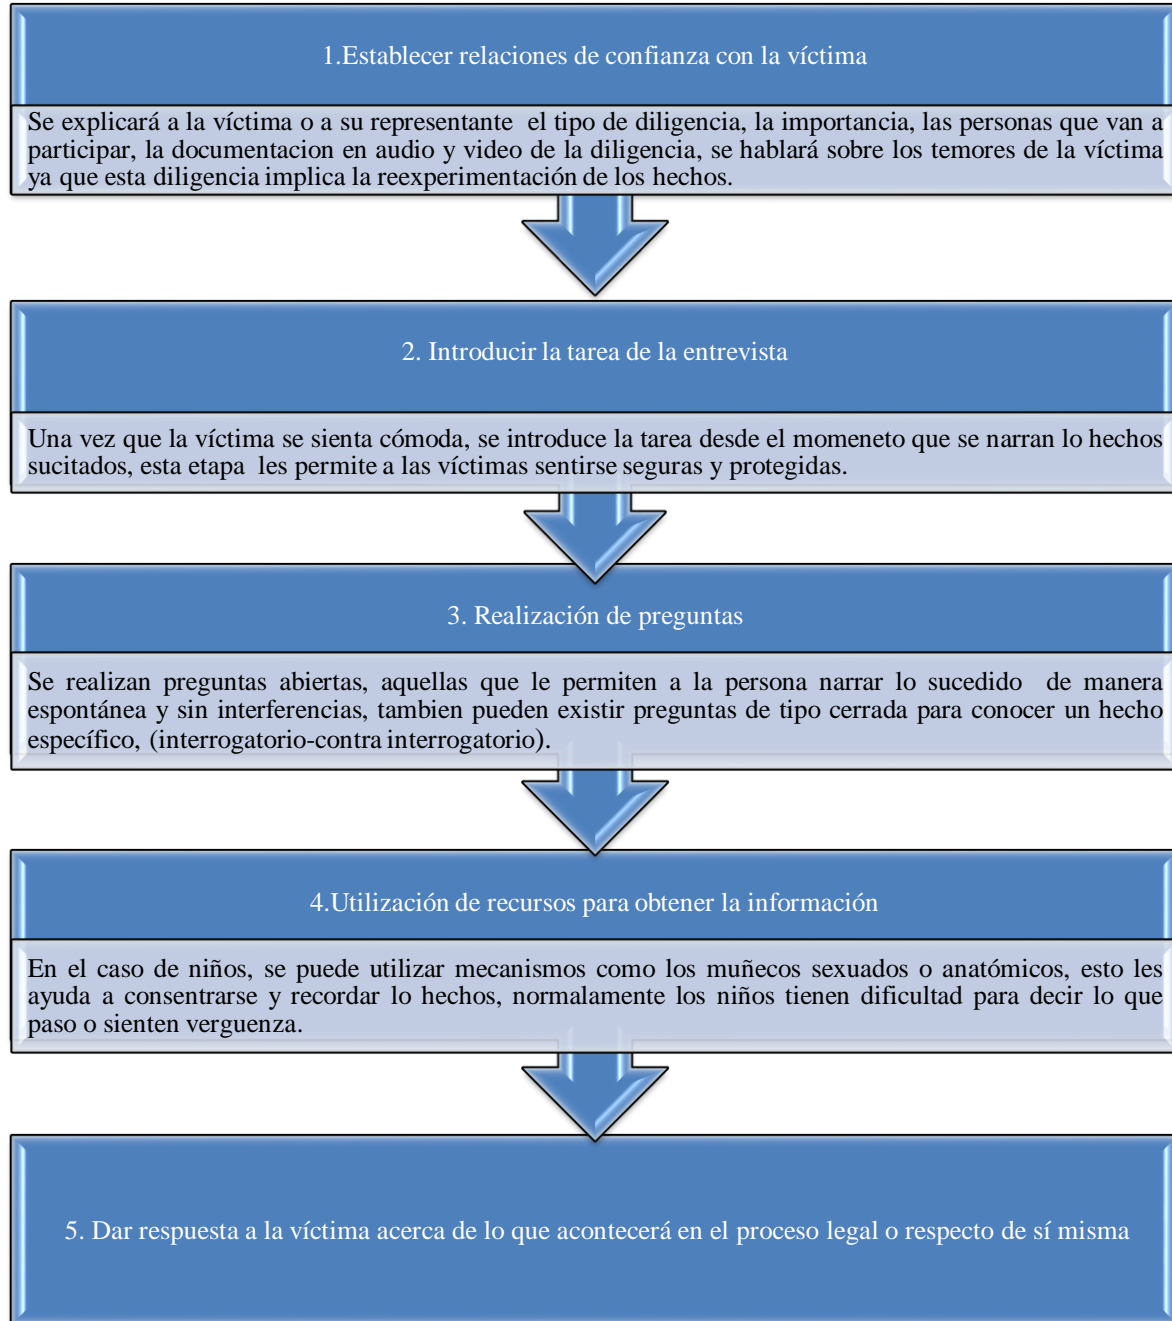 1.Establecer relaciones de confianza con la víctima
Se explicará a la víctima o a su representante el tipo de diligencia, la importancia, las personas que van a
participar, la documentacion en audio y video de la diligencia, se hablará sobre los temores de la víctima
ya que esta diligencia implica la reexperimentación de los hechos.
2. Introducir la tarea de la entrevista
Una vez que la víctima se sienta cómoda, se introduce la tarea desde el momeneto que se narran lo hechos
sucitados, esta etapa les permite a las víctimas sentirse seguras y protegidas.
3. Realización de preguntas
Se realizan preguntas abiertas, aquellas que le permiten a la persona narrar lo sucedido de manera
espontánea y sin interferencias, tambien pueden existir preguntas de tipo cerrada para conocer un hecho
específico, (interrogatorio-contra interrogatorio).
4.Utilización de recursos para obtener la información
En el caso de niños, se puede utilizar mecanismos como los muñecos sexuados o anatómicos, esto les
ayuda a consentrarse y recordar lo hechos, normalamente los niños tienen dificultad para decir lo que
paso o sienten verguenza.
5. Dar respuesta a la víctima acerca de lo que acontecerá en el proceso legal o respecto de sí misma